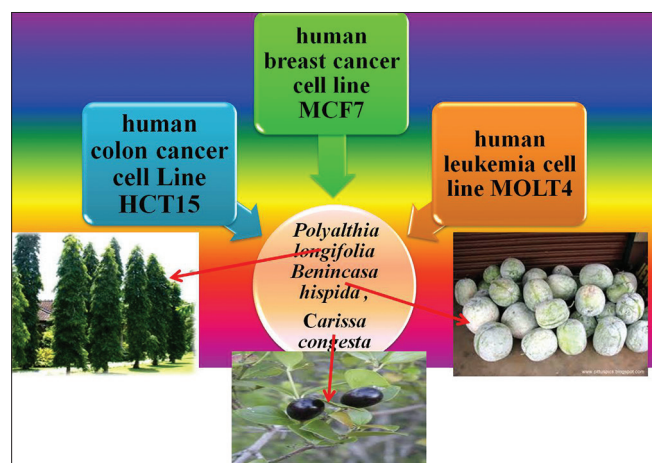 human
breast cancer
cell line
MCF7
human
colon cancer
cell Line
HCT15
human
leukemia cell
line MOLT4
Polyalthia
longifolia
Benincasa
hispida ,
Carissa
congesta